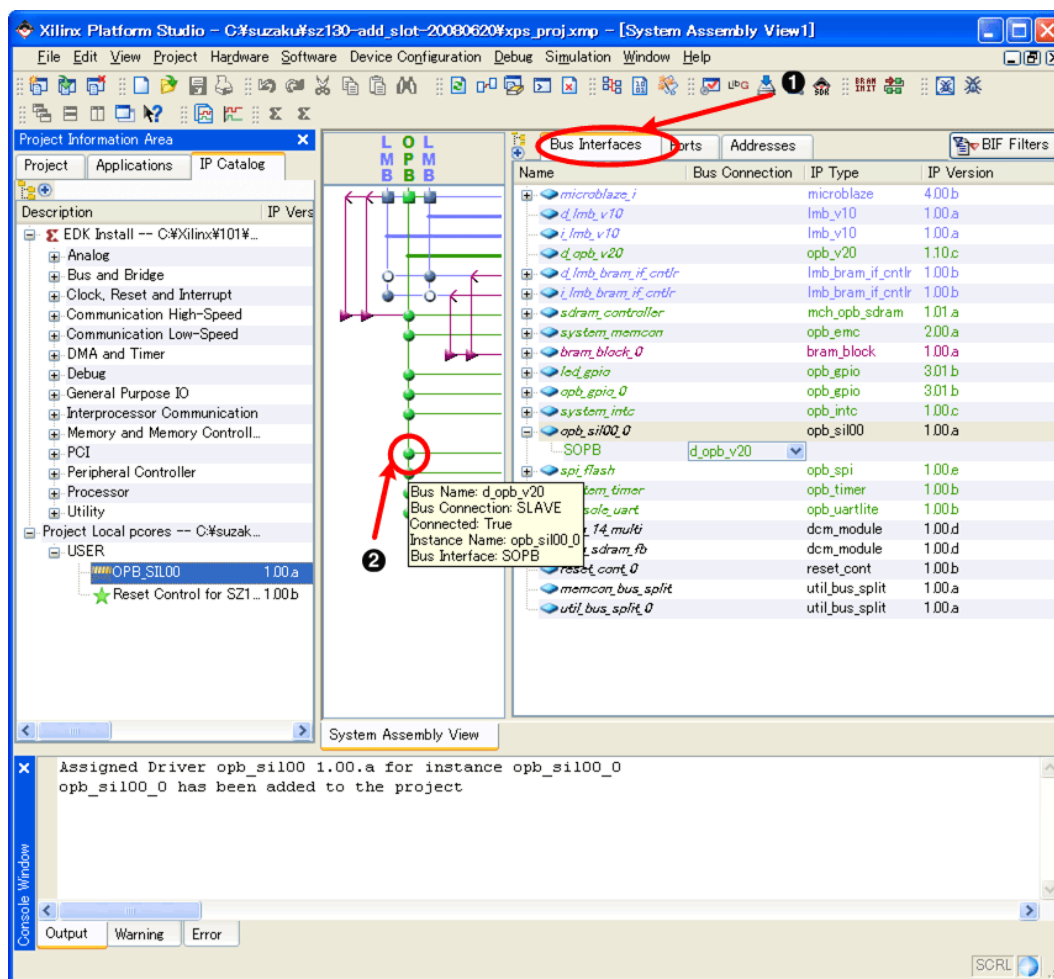 Xilinx Platform Studio - C:¥suzaku¥sz130-add_slot-20080620¥xps_proj.xmp - [System Assembly View1]
File Edit View Project Hardware Software Device Configuration Debug Simulation Window Help
❶
Project Information Area
Project Applications IP Catalog
Description IP Vers
EDK Install -- C:¥Xilinx¥101¥...
Analog
Bus and Bridge
Clock, Reset and Interrupt
Communication High-Speed
Communication Low-Speed
DMA and Timer
Debug
General Purpose IO
Interprocessor Communication
Memory and Memory Controll...
PCI
Peripheral Controller
Processor
Utility
Project Local pcores -- C:¥suzak...
USER
OPB_SIL00 1.00.a
Reset Control for SZ1... 1.00.b
L O L
M P M
B B B
❷
System Assembly View
Bus Interfaces Ports Addresses
BIF Filters
Name Bus Connection IP Type IP Version
microblaze_i microblaze 4.00.b
d_lmb_v10 lmb_v10 1.00.a
i_lmb_v10 lmb_v10 1.00.a
d_opb_v20 opb_v20 1.10.c
d_lmb_bram_if_cntlr lmb_bram_if_cntlr 1.00.b
i_lmb_bram_if_cntlr lmb_bram_if_cntlr 1.00.b
sdram_controller mch_opb_sdram 1.01.a
system_memcon opb_emc 2.00.a
bram_block_0 bram_block 1.00.a
led_gpio opb_gpio 3.01.b
opb_gpio_0 opb_gpio 3.01.b
system_intc opb_intc 1.00.c
opb_sil00_0 opb_sil00 1.00.a
SOPB d_opb_v20
spi_flash opb_spi 1.00.e
tem_timer opb_timer 1.00.b
sole_uart opb_uartlite 1.00.b
_14_multi dcm_module 1.00.d
_sdram_fb dcm_module 1.00.d
reset_cont_0 reset_cont 1.00.b
memcon_bus_split util_bus_split 1.00.a
util_bus_split_0 util_bus_split 1.00.a
Bus Name: d_opb_v20
Bus Connection: SLAVE
Connected: True
Instance Name: opb_sil00_0
Bus Interface: SOPB
Console Window
Assigned Driver opb_sil00 1.00.a for instance opb_sil00_0
opb_sil00_0 has been added to the project
Output Warning Error
SCRL